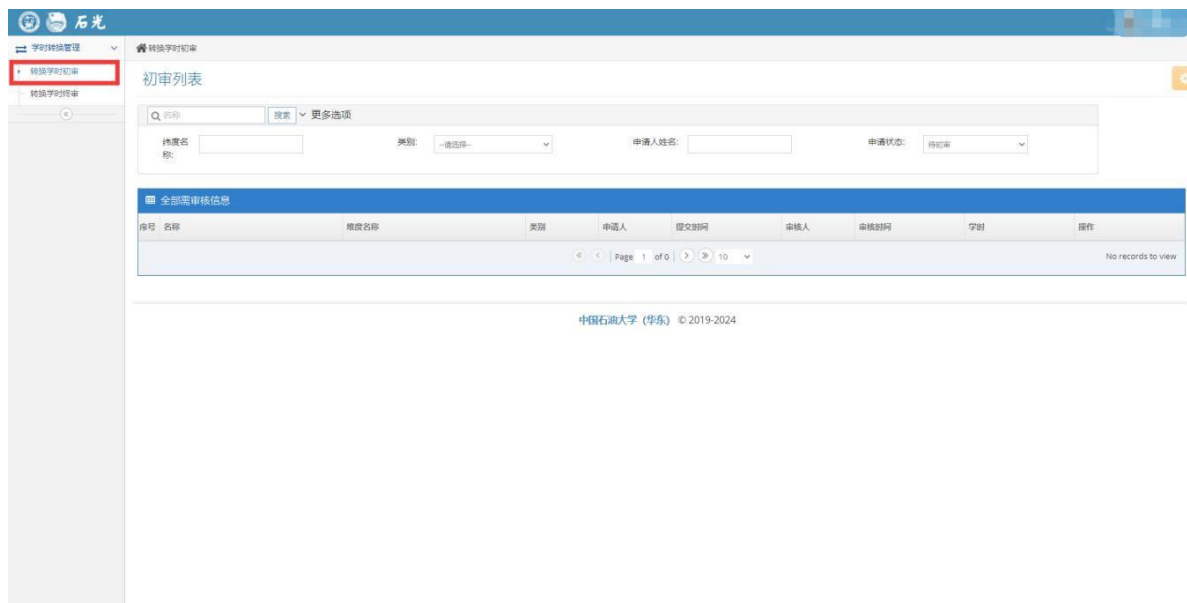 石光
学时转换管理
转换学时初审
转换学时初审
转换学时终审
初审列表
名称 搜索 更多选项
纬度名称: 类别: --请选择-- 申请人姓名: 申请状态: 待初审
全部需审核信息
序号 名称 维度名称 类别 申请人 提交时间 审核人 审核时间 学时 操作
Page 1 of 0 10 No records to view
中国石油大学 (华东) © 2019-2024